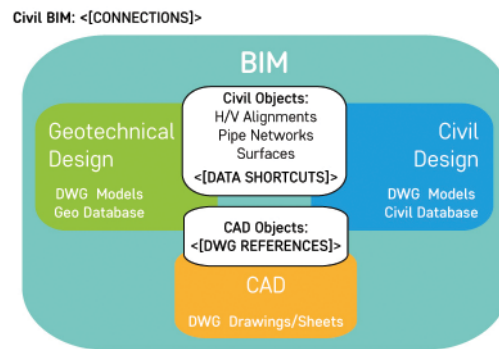 Civil BIM: <[CONNECTIONS]>
BIM
Civil Objects:
H/V Alignments
Pipe Networks
Surfaces
<[DATA SHORTCUTS]>
Geotechnical
Design
DWG Models
Geo Database
Civil
Design
DWG Models
Civil Database
CAD Objects:
<[DWG REFERENCES]>
CAD
DWG Drawings/Sheets